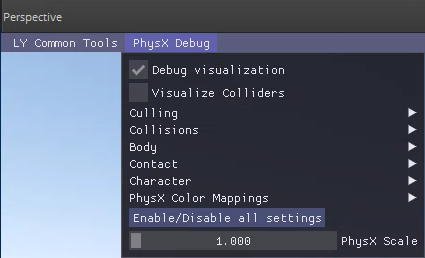 Perspective
LY Common Tools PhysX Debug
Debug visualization
Visualize Colliders
Culling
Collisions
Body
Contact
Character
PhysX Color Mappings
Enable/Disable all settings
1.000 PhysX Scale